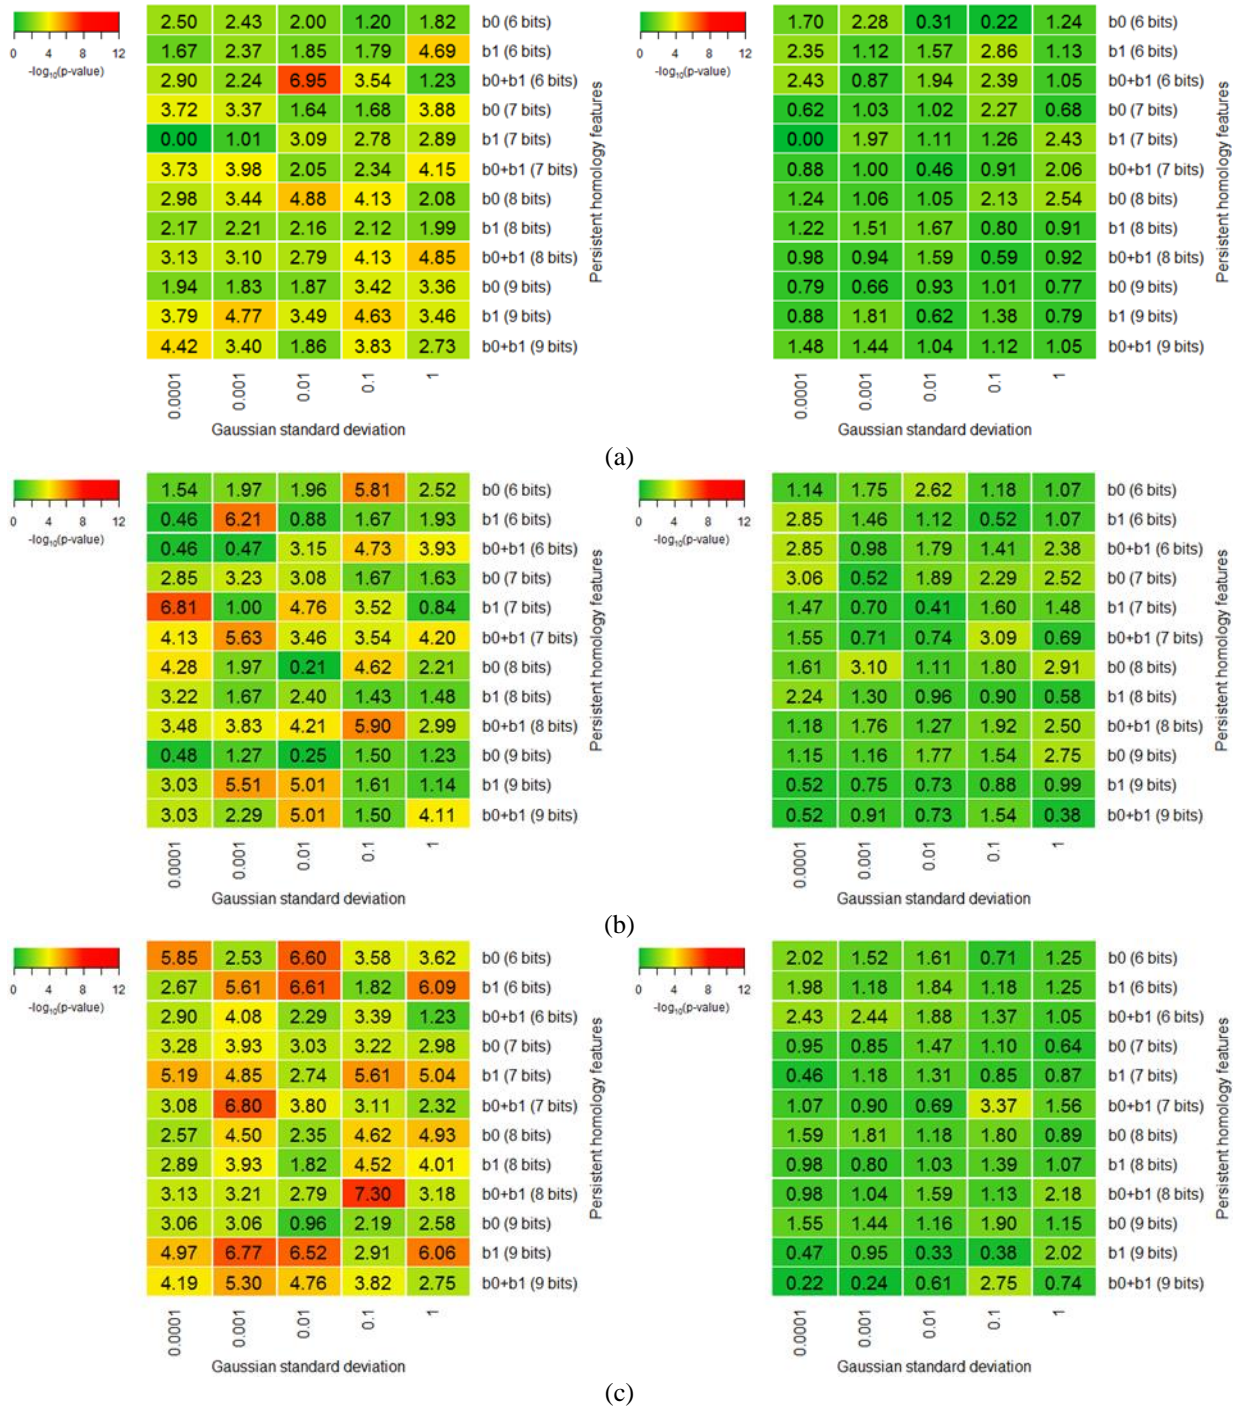 2.50 2.43 2.00 1.20 1.82 b0 (6 bits)
1.67 2.37 1.85 1.79 4.69 b1 (6 bits)
2.90 2.24 6.95 3.54 1.23 b0+b1 (6 bits)
3.72 3.37 1.64 1.68 3.88 b0 (7 bits)
0.00 1.01 3.09 2.78 2.89 b1 (7 bits)
3.73 3.98 2.05 2.34 4.15 b0+b1 (7 bits)
2.98 3.44 4.88 4.13 2.08 b0 (8 bits)
2.17 2.21 2.16 2.12 1.99 b1 (8 bits)
3.13 3.10 2.79 4.13 4.85 b0+b1 (8 bits)
1.94 1.83 1.87 3.42 3.36 b0 (9 bits)
3.79 4.77 3.49 4.63 3.46 b1 (9 bits)
4.42 3.40 1.86 3.83 2.73 b0+b1 (9 bits)
0 4 8 12
-log₁₀(p-value)
Persistent homology features
0.0001 0.001 0.01 0.1 1
Gaussian standard deviation
1.70 2.28 0.31 0.22 1.24 b0 (6 bits)
2.35 1.12 1.57 2.86 1.13 b1 (6 bits)
2.43 0.87 1.94 2.39 1.05 b0+b1 (6 bits)
0.62 1.03 1.02 2.27 0.68 b0 (7 bits)
0.00 1.97 1.11 1.26 2.43 b1 (7 bits)
0.88 1.00 0.46 0.91 2.06 b0+b1 (7 bits)
1.24 1.06 1.05 2.13 2.54 b0 (8 bits)
1.22 1.51 1.67 0.80 0.91 b1 (8 bits)
0.98 0.94 1.59 0.59 0.92 b0+b1 (8 bits)
0.79 0.66 0.93 1.01 0.77 b0 (9 bits)
0.88 1.81 0.62 1.38 0.79 b1 (9 bits)
1.48 1.44 1.04 1.12 1.05 b0+b1 (9 bits)
0 4 8 12
-log₁₀(p-value)
Persistent homology features
0.0001 0.001 0.01 0.1 1
Gaussian standard deviation
(a)
1.54 1.97 1.96 5.81 2.52 b0 (6 bits)
0.46 6.21 0.88 1.67 1.93 b1 (6 bits)
0.46 0.47 3.15 4.73 3.93 b0+b1 (6 bits)
2.85 3.23 3.08 1.67 1.63 b0 (7 bits)
6.81 1.00 4.76 3.52 0.84 b1 (7 bits)
4.13 5.63 3.46 3.54 4.20 b0+b1 (7 bits)
4.28 1.97 0.21 4.62 2.21 b0 (8 bits)
3.22 1.67 2.40 1.43 1.48 b1 (8 bits)
3.48 3.83 4.21 5.90 2.99 b0+b1 (8 bits)
0.48 1.27 0.25 1.50 1.23 b0 (9 bits)
3.03 5.51 5.01 1.61 1.14 b1 (9 bits)
3.03 2.29 5.01 1.50 4.11 b0+b1 (9 bits)
0 4 8 12
-log₁₀(p-value)
Persistent homology features
0.0001 0.001 0.01 0.1 1
Gaussian standard deviation
1.14 1.75 2.62 1.18 1.07 b0 (6 bits)
2.85 1.46 1.12 0.52 1.07 b1 (6 bits)
2.85 0.98 1.79 1.41 2.38 b0+b1 (6 bits)
3.06 0.52 1.89 2.29 2.52 b0 (7 bits)
1.47 0.70 0.41 1.60 1.48 b1 (7 bits)
1.55 0.71 0.74 3.09 0.69 b0+b1 (7 bits)
1.61 3.10 1.11 1.80 2.91 b0 (8 bits)
2.24 1.30 0.96 0.90 0.58 b1 (8 bits)
1.18 1.76 1.27 1.92 2.50 b0+b1 (8 bits)
1.15 1.16 1.77 1.54 2.75 b0 (9 bits)
0.52 0.75 0.73 0.88 0.99 b1 (9 bits)
0.52 0.91 0.73 1.54 0.38 b0+b1 (9 bits)
0 4 8 12
-log₁₀(p-value)
Persistent homology features
0.0001 0.001 0.01 0.1 1
Gaussian standard deviation
(b)
5.85 2.53 6.60 3.58 3.62 b0 (6 bits)
2.67 5.61 6.61 1.82 6.09 b1 (6 bits)
2.90 4.08 2.29 3.39 1.23 b0+b1 (6 bits)
3.28 3.93 3.03 3.22 2.98 b0 (7 bits)
5.19 4.85 2.74 5.61 5.04 b1 (7 bits)
3.08 6.80 3.80 3.11 2.32 b0+b1 (7 bits)
2.57 4.50 2.35 4.62 4.93 b0 (8 bits)
2.89 3.93 1.82 4.52 4.01 b1 (8 bits)
3.13 3.21 2.79 7.30 3.18 b0+b1 (8 bits)
3.06 3.06 0.96 2.19 2.58 b0 (9 bits)
4.97 6.77 6.52 2.91 6.06 b1 (9 bits)
4.19 5.30 4.76 3.82 2.75 b0+b1 (9 bits)
0 4 8 12
-log₁₀(p-value)
Persistent homology features
0.0001 0.001 0.01 0.1 1
Gaussian standard deviation
2.02 1.52 1.61 0.71 1.25 b0 (6 bits)
1.98 1.18 1.84 1.18 1.25 b1 (6 bits)
2.43 2.44 1.88 1.37 1.05 b0+b1 (6 bits)
0.95 0.85 1.47 1.10 0.64 b0 (7 bits)
0.46 1.18 1.31 0.85 0.87 b1 (7 bits)
1.07 0.90 0.69 3.37 1.56 b0+b1 (7 bits)
1.59 1.81 1.18 1.80 0.89 b0 (8 bits)
0.98 0.80 1.03 1.39 1.07 b1 (8 bits)
0.98 1.04 1.59 1.13 2.18 b0+b1 (8 bits)
1.55 1.44 1.16 1.90 1.15 b0 (9 bits)
0.47 0.95 0.33 0.38 2.02 b1 (9 bits)
0.22 0.24 0.61 2.75 0.74 b0+b1 (9 bits)
0 4 8 12
-log₁₀(p-value)
Persistent homology features
0.0001 0.001 0.01 0.1 1
Gaussian standard deviation
(c)